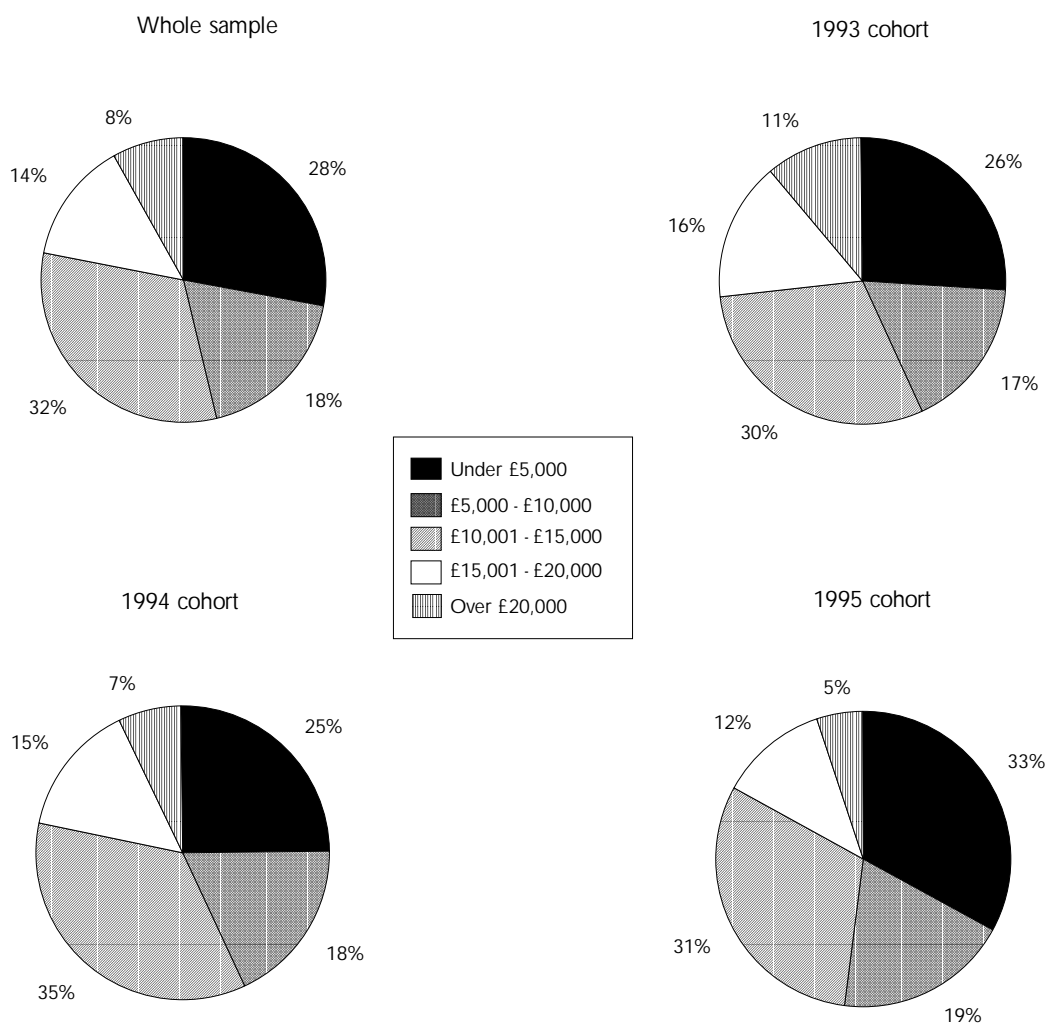 Whole sample
8%
28%
14%
32%
18%
1993 cohort
11%
26%
16%
17%
30%
Under £5,000
£5,000 - £10,000
£10,001 - £15,000
£15,001 - £20,000
Over £20,000
1994 cohort
7%
25%
15%
18%
35%
1995 cohort
5%
12%
33%
31%
19%